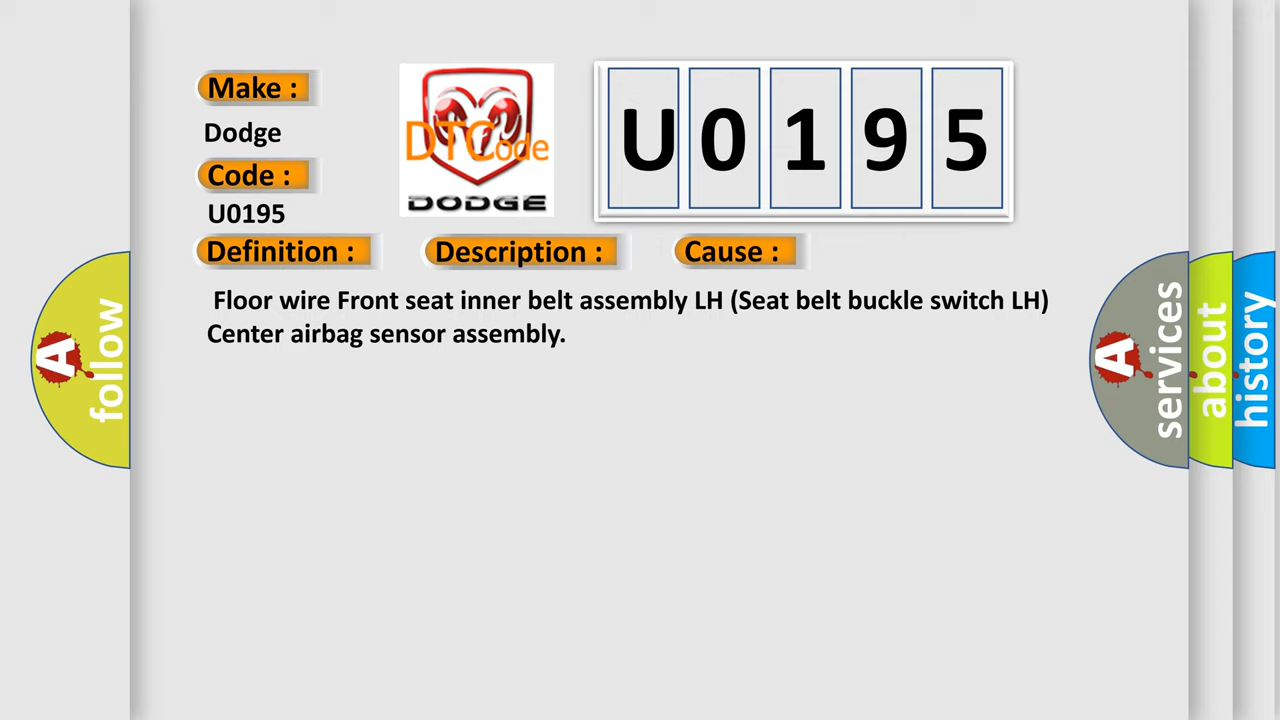 Make :
Dodge
Code :
U0195
DTCode
DODGE
U0195
Definition :
Description :
Cause :
Floor wire Front seat inner belt assembly LH (Seat belt buckle switch LH)
Center airbag sensor assembly.
A follow
A services
about
history